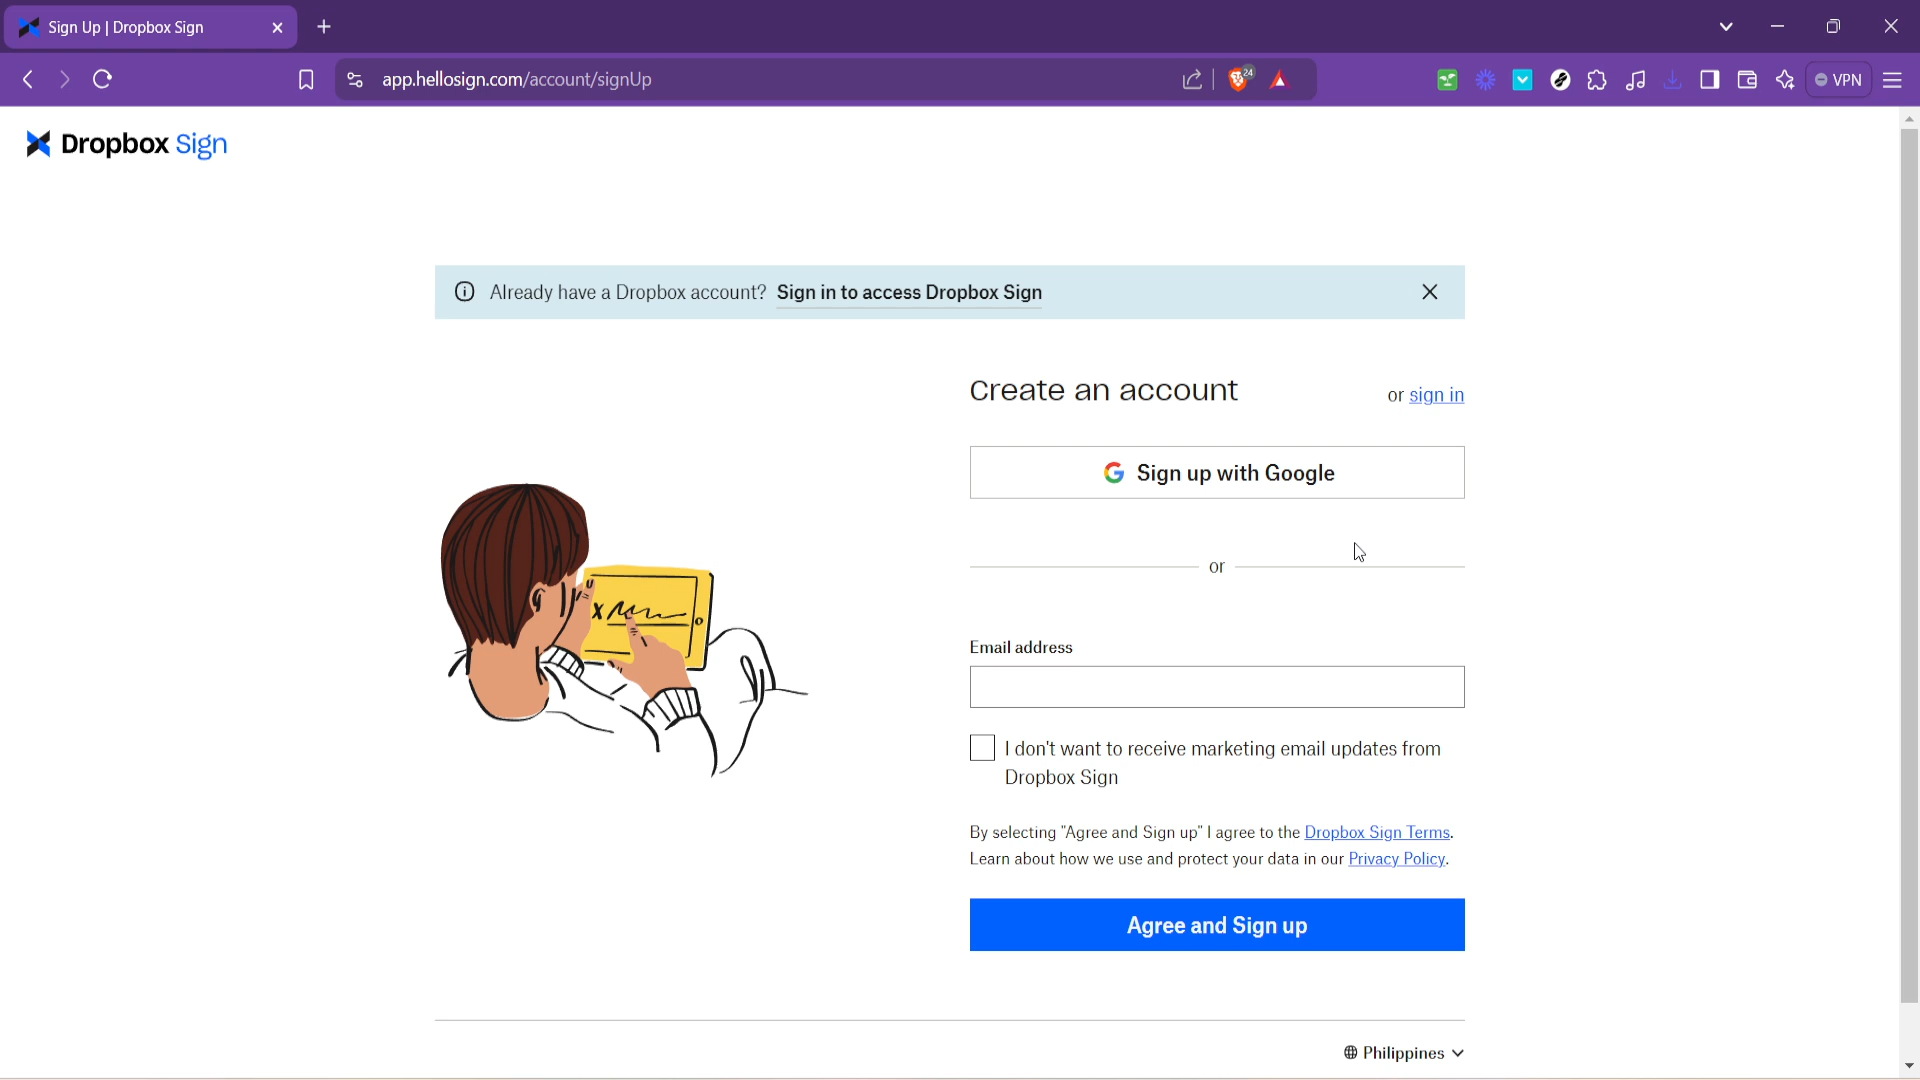 Sign Up | Dropbox Sign
app.hellosign.com/account/signUp
24
VPN
Dropbox Sign
Already have a Dropbox account? Sign in to access Dropbox Sign
Create an account
or sign in
Sign up with Google
or
Email address
I don't want to receive marketing email updates from
Dropbox Sign
By selecting "Agree and Sign up" I agree to the Dropbox Sign Terms.
Learn about how we use and protect your data in our Privacy Policy.
Agree and Sign up
Philippines